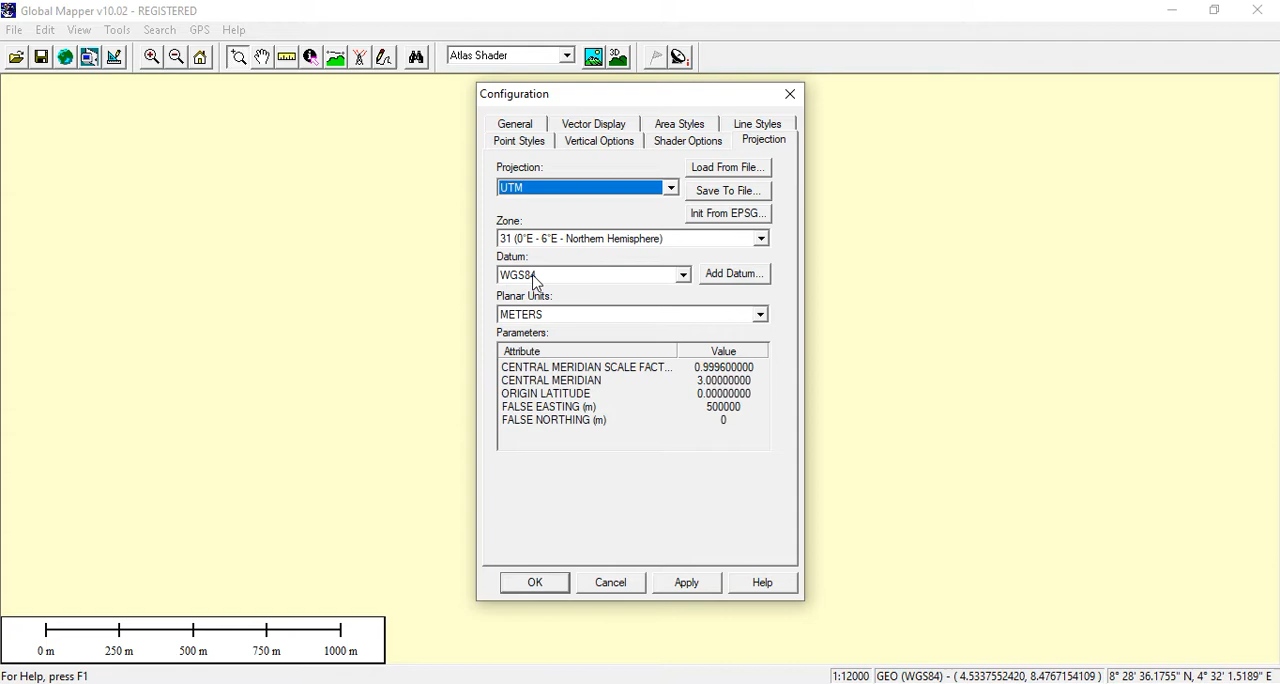 Global Mapper v10.02 - REGISTERED
File Edit View Tools Search GPS Help
Atlas Shader
3D
Configuration
General Vector Display Area Styles Line Styles
Point Styles Vertical Options Shader Options Projection
Projection:
Load From File...
UTM
Save To File...
Init From EPSG...
Zone:
31 (0°E - 6°E - Northern Hemisphere)
Datum:
WGS84
Add Datum...
Planar Units:
METERS
Parameters:
Attribute Value
CENTRAL MERIDIAN SCALE FACT... 0.999600000
CENTRAL MERIDIAN 3.00000000
ORIGIN LATITUDE 0.00000000
FALSE EASTING (m) 500000
FALSE NORTHING (m) 0
OK Cancel Apply Help
0 m 250 m 500 m 750 m 1000 m
For Help, press F1
1:12000 GEO (WGS84) - ( 4.5337552420, 8.4767154109 ) 8° 28' 36.1755" N, 4° 32' 1.5189" E